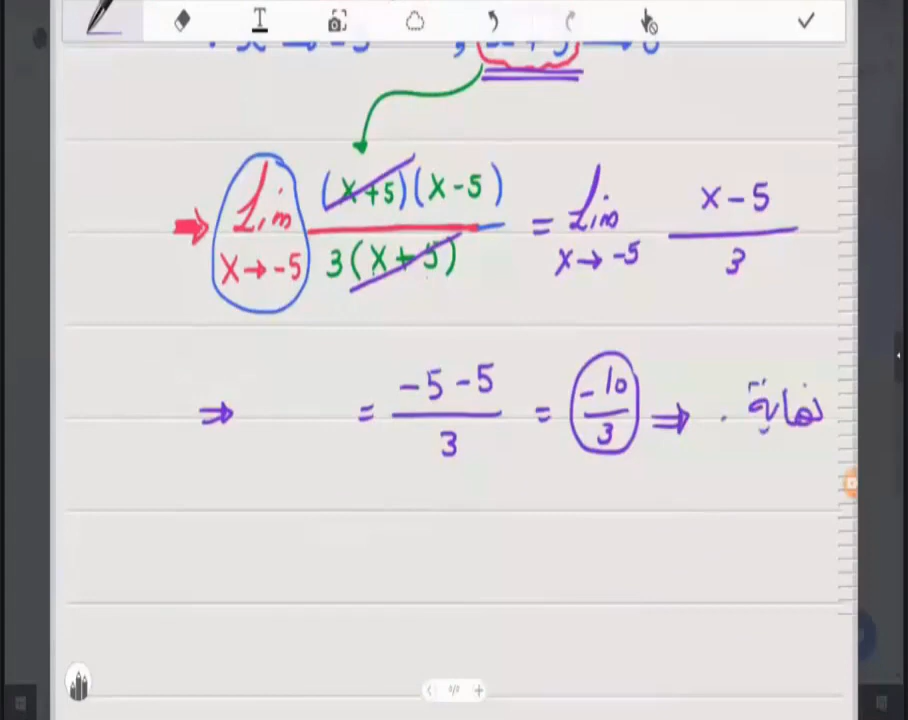 Lim x→-5 (x+5)(x-5) / 3(x+5) = Lim x→-5 x-5 / 3
⇒ = -5-5 / 3 = -10/3 ⇒ نهاية .